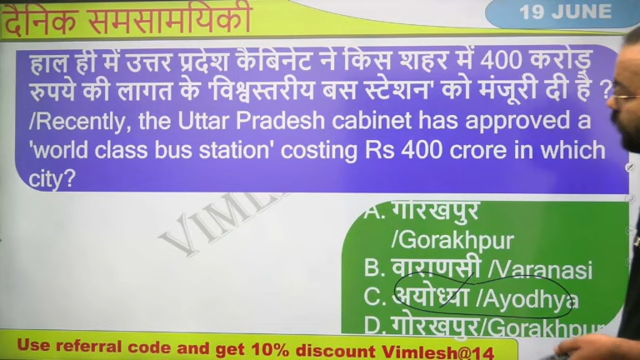 दैनिक समसामयिकी
19 JUNE
हाल ही में उत्तर प्रदेश कैबिनेट ने किस शहर में 400 करोड़
रुपये की लागत के 'विश्वस्तरीय बस स्टेशन' को मंजूरी दी है ?
/Recently, the Uttar Pradesh cabinet has approved a
'world class bus station' costing Rs 400 crore in which
city?
VIMLE
A. गोरखपुर
/Gorakhpur
B. वाराणसी /Varanasi
C. अयोध्या /Ayodhya
D. गोरखपुर/Gorakhpur
Use referral code and get 10% discount Vimlesh@14